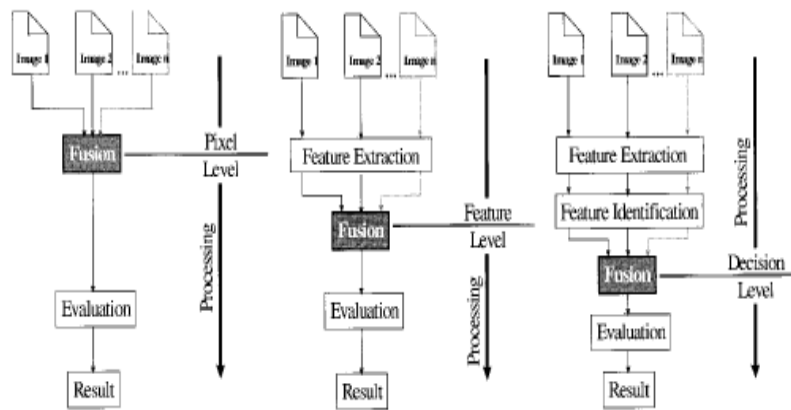 Image 1
Image 2
...
Image n
Fusion
Pixel
Level
Processing
Evaluation
Result
Image 1
Image 2
...
Image n
Feature Extraction
Fusion
Feature
Level
Processing
Evaluation
Result
Image 1
Image 2
...
Image n
Feature Extraction
Feature Identification
Processing
Fusion
Decision
Level
Evaluation
Result